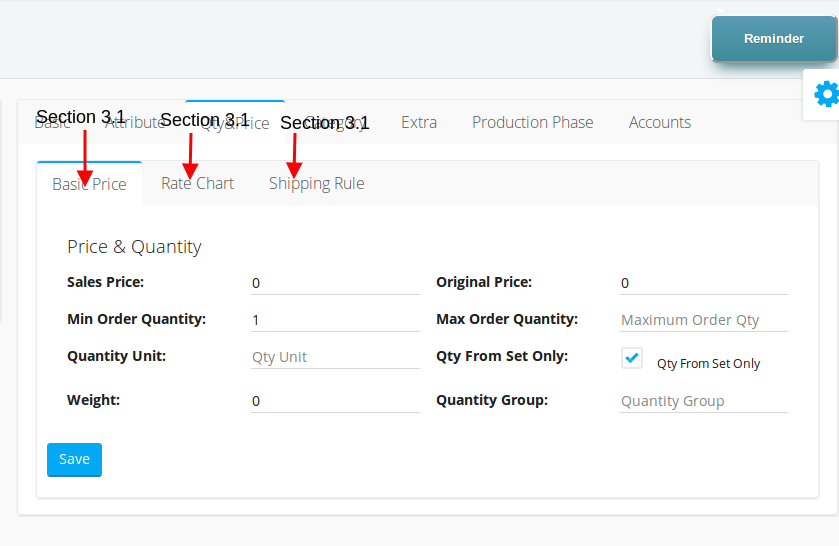 Reminder
Section 3.1 Section 3.1 Section 3.1
Basic Attribute Qty&Price Category Extra Production Phase Accounts
Basic Price Rate Chart Shipping Rule
Price & Quantity
Sales Price: 0 Original Price: 0
Min Order Quantity: 1 Max Order Quantity: Maximum Order Qty
Quantity Unit: Qty Unit Qty From Set Only: Qty From Set Only
Weight: 0 Quantity Group: Quantity Group
Save